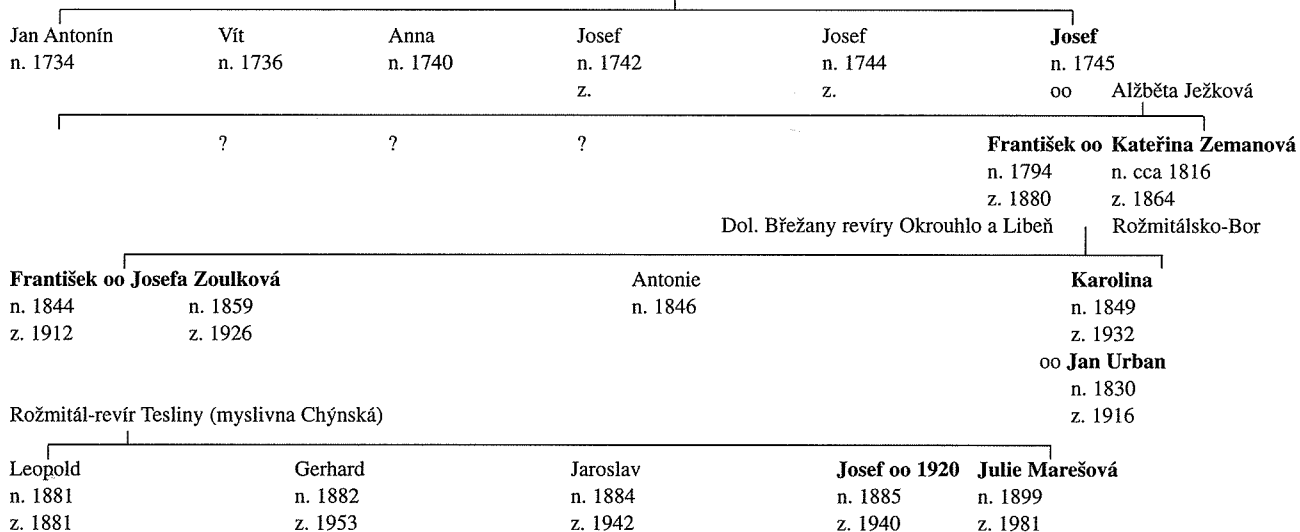 Jan Antonín Vít Anna Josef Josef Josef
n. 1734 n. 1736 n. 1740 n. 1742 n. 1744 n. 1745
z. z. oo Alžběta Ježková
? ? ? František oo Kateřina Zemanová
n. 1794 n. cca 1816
z. 1880 z. 1864
Dol. Břežany revíry Okrouhlo a Libeň Rožmitálsko-Bor
František oo Josefa Zoulková Antonie Karolina
n. 1844 n. 1859 n. 1846 n. 1849
z. 1912 z. 1926 z. 1932
oo Jan Urban
n. 1830
z. 1916
Rožmitál-revír Tesliny (myslivna Chýnská)
Leopold Gerhard Jaroslav Josef oo 1920 Julie Marešová
n. 1881 n. 1882 n. 1884 n. 1885 n. 1899
z. 1881 z. 1953 z. 1942 z. 1940 z. 1981